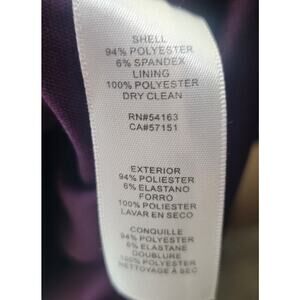 SHELL
94% POLYESTER
6% SPANDEX
LINING
100% POLYESTER
DRY CLEAN
RN#54163
CA#57151
EXTERIOR
94% POLIESTER
6% ELASTANO
FORRO
100% POLIESTER
LAVAR EN SECO
CONQUILLE
94% POLYESTER
6% ELASTANE
DOUBLURE
100% POLYESTER
NETTOYAGE À SEC